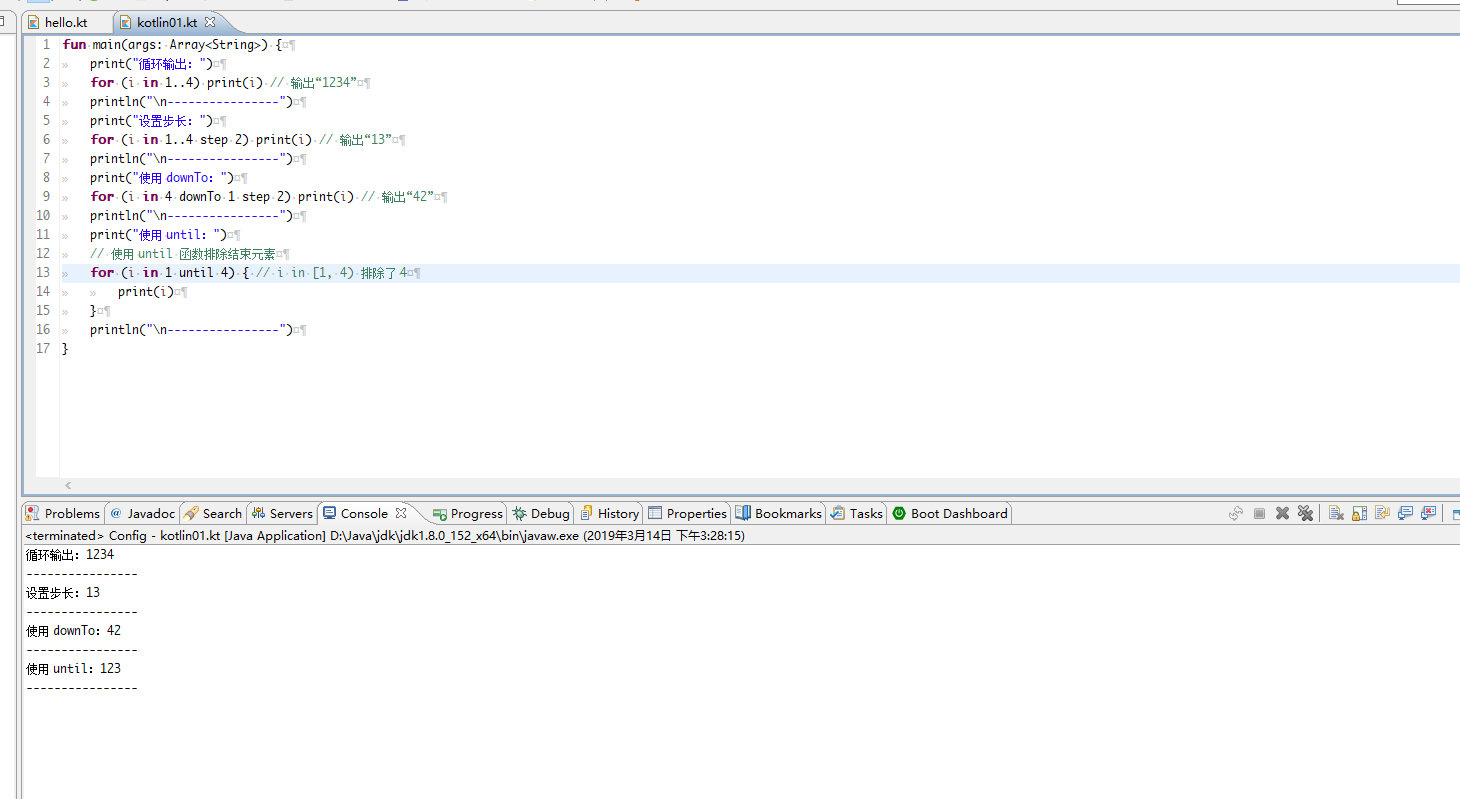 hello.kt kotlin01.kt
1 fun main(args: Array<String>) {
2 print("循环输出：")
3 for (i in 1..4) print(i) // 输出“1234”
4 println("\n----------------")
5 print("设置步长：")
6 for (i in 1..4 step 2) print(i) // 输出“13”
7 println("\n----------------")
8 print("使用 downTo：")
9 for (i in 4 downTo 1 step 2) print(i) // 输出“42”
10 println("\n----------------")
11 print("使用 until：")
12 // 使用 until 函数排除结束元素
13 for (i in 1 until 4) { // i in [1, 4) 排除了 4
14 print(i)
15 }
16 println("\n----------------")
17 }
Problems Javadoc Search Servers Console Progress Debug History Properties Bookmarks Tasks Boot Dashboard
<terminated> Config - kotlin01.kt [Java Application] D:\Java\jdk\jdk1.8.0_152_x64\bin\javaw.exe (2019年3月14日 下午3:28:15)
循环输出：1234
----------------
设置步长：13
----------------
使用 downTo：42
----------------
使用 until：123
----------------